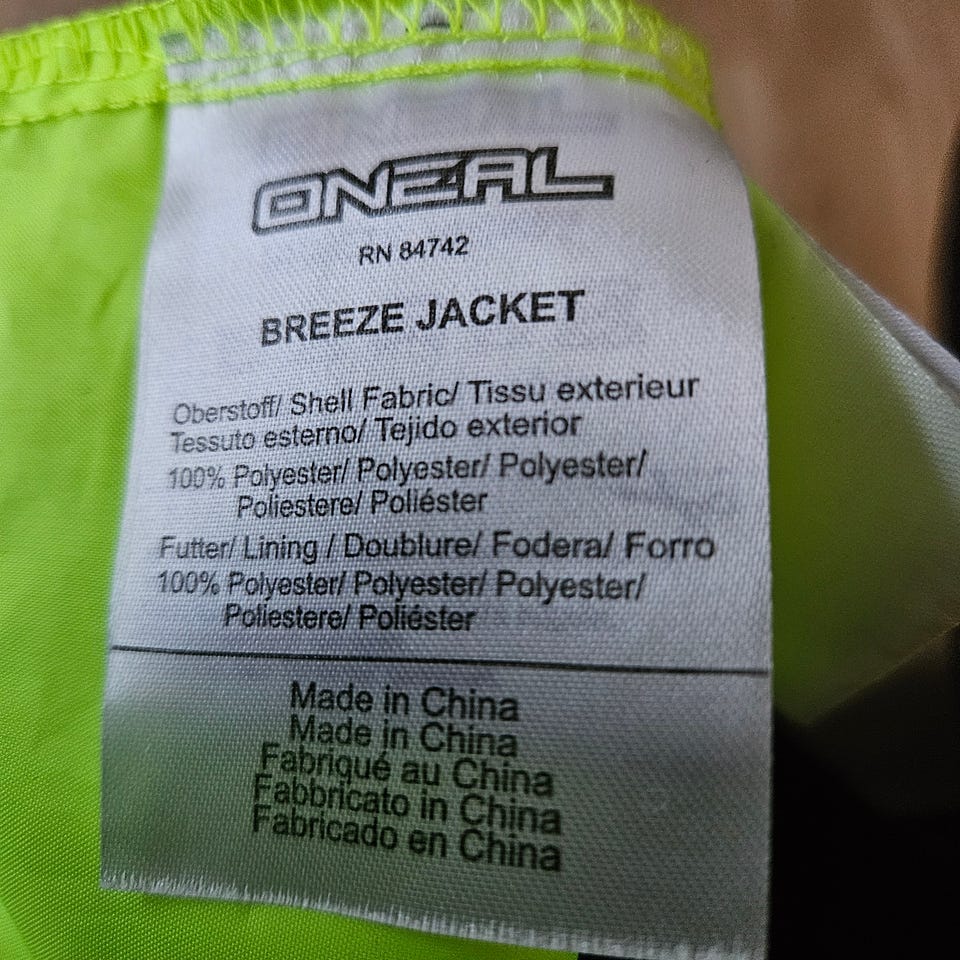 ONEAL
RN 84742
BREEZE JACKET
Oberstoff/ Shell Fabric/ Tissu exterieur
Tessuto esterno/ Tejido exterior
100% Polyester/ Polyester/ Polyester/
Poliestere/ Poliéster
Futter/ Lining / Doublure/ Fodera/ Forro
100% Polyester/ Polyester/ Polyester/
Poliestere/ Poliéster
Made in China
Made in China
Fabriqué au China
Fabbricato in China
Fabricado en China